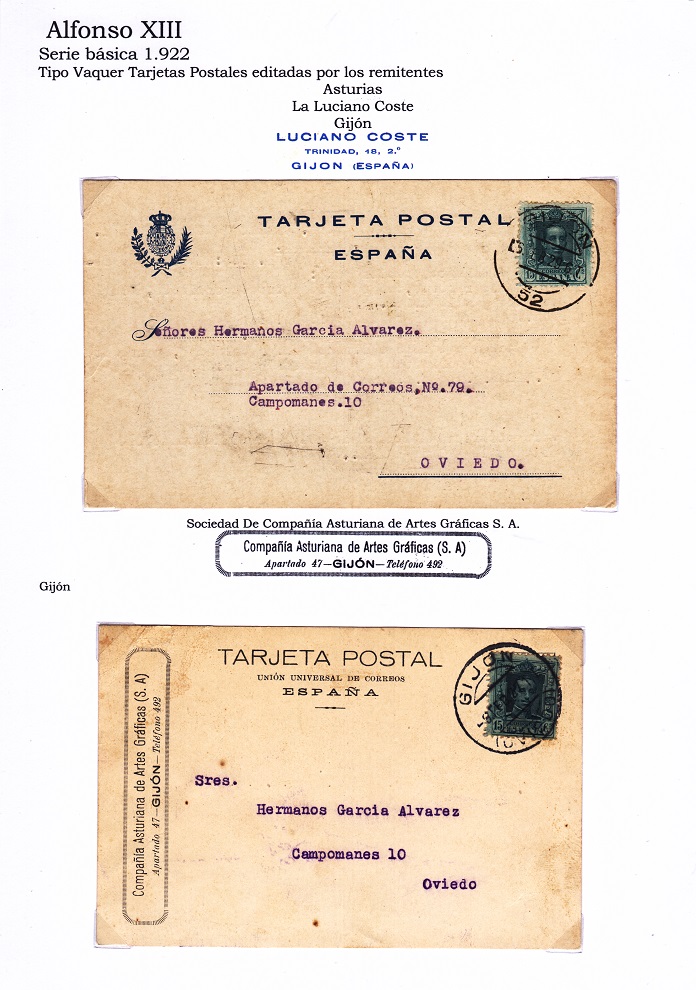 Alfonso XIII
Serie básica 1.922
Tipo Vaquer Tarjetas Postales editadas por los remitentes
Asturias
La Luciano Coste
Gijón
LUCIANO COSTE
TRINIDAD, 18, 2.º
GIJON (ESPAÑA)
TARJETA POSTAL
ESPAÑA
52
15 ESPAÑA
Señores Hermanos Garcia Alvarez.
Apartado de Correos,Nº.79.
Campomanes.10
OVIEDO.
Sociedad De Compañía Asturiana de Artes Gráficas S. A.
Compañía Asturiana de Artes Gráficas (S. A)
Apartado 47—GIJÓN—Teléfono 492
Gijón
TARJETA POSTAL
UNIÓN UNIVERSAL DE CORREOS
ESPAÑA
GIJON
Compañía Asturiana de Artes Gráficas (S. A)
Apartado 47—GIJÓN—Teléfono 492
Sres.
Hermanos Garcia Alvarez
Campomanes 10
Oviedo